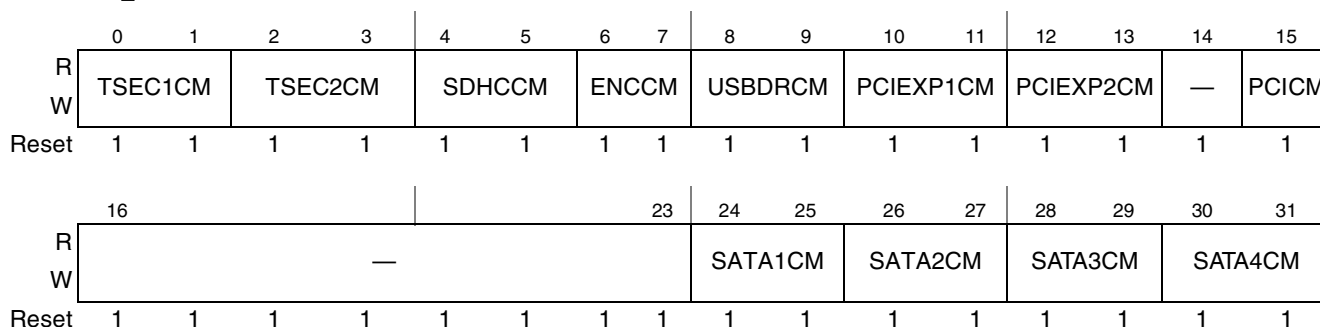 0 1 2 3 4 5 6 7 8 9 10 11 12 13 14 15
R
W
TSEC1CM TSEC2CM SDHCCM ENCCM USBDRCM PCIEXP1CM PCIEXP2CM — PCICM
Reset 1 1 1 1 1 1 1 1 1 1 1 1 1 1 1 1
16 23 24 25 26 27 28 29 30 31
R
W
— SATA1CM SATA2CM SATA3CM SATA4CM
Reset 1 1 1 1 1 1 1 1 1 1 1 1 1 1 1 1